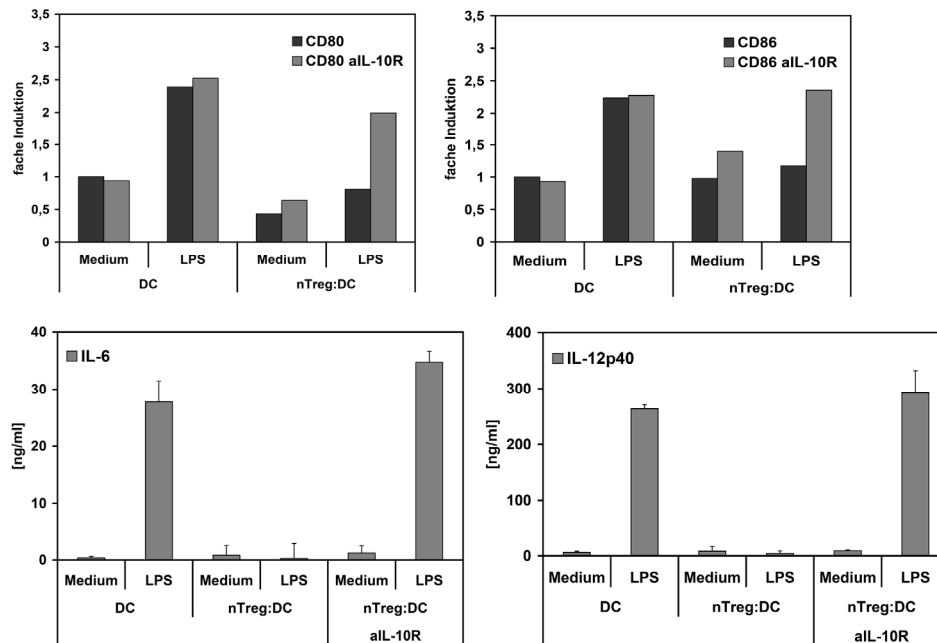 3,5
3
2,5
2
1,5
1
0,5
0
fache Induktion
CD80
CD80 aIL-10R
Medium LPS Medium LPS
DC nTreg:DC
3,5
3
2,5
2
1,5
1
0,5
0
fache Induktion
CD86
CD86 aIL-10R
Medium LPS Medium LPS
DC nTreg:DC
40
30
20
10
0
[ng/ml]
IL-6
Medium LPS Medium LPS Medium LPS
DC nTreg:DC nTreg:DC
aIL-10R
400
300
200
100
0
[ng/ml]
IL-12p40
Medium LPS Medium LPS Medium LPS
DC nTreg:DC nTreg:DC
aIL-10R